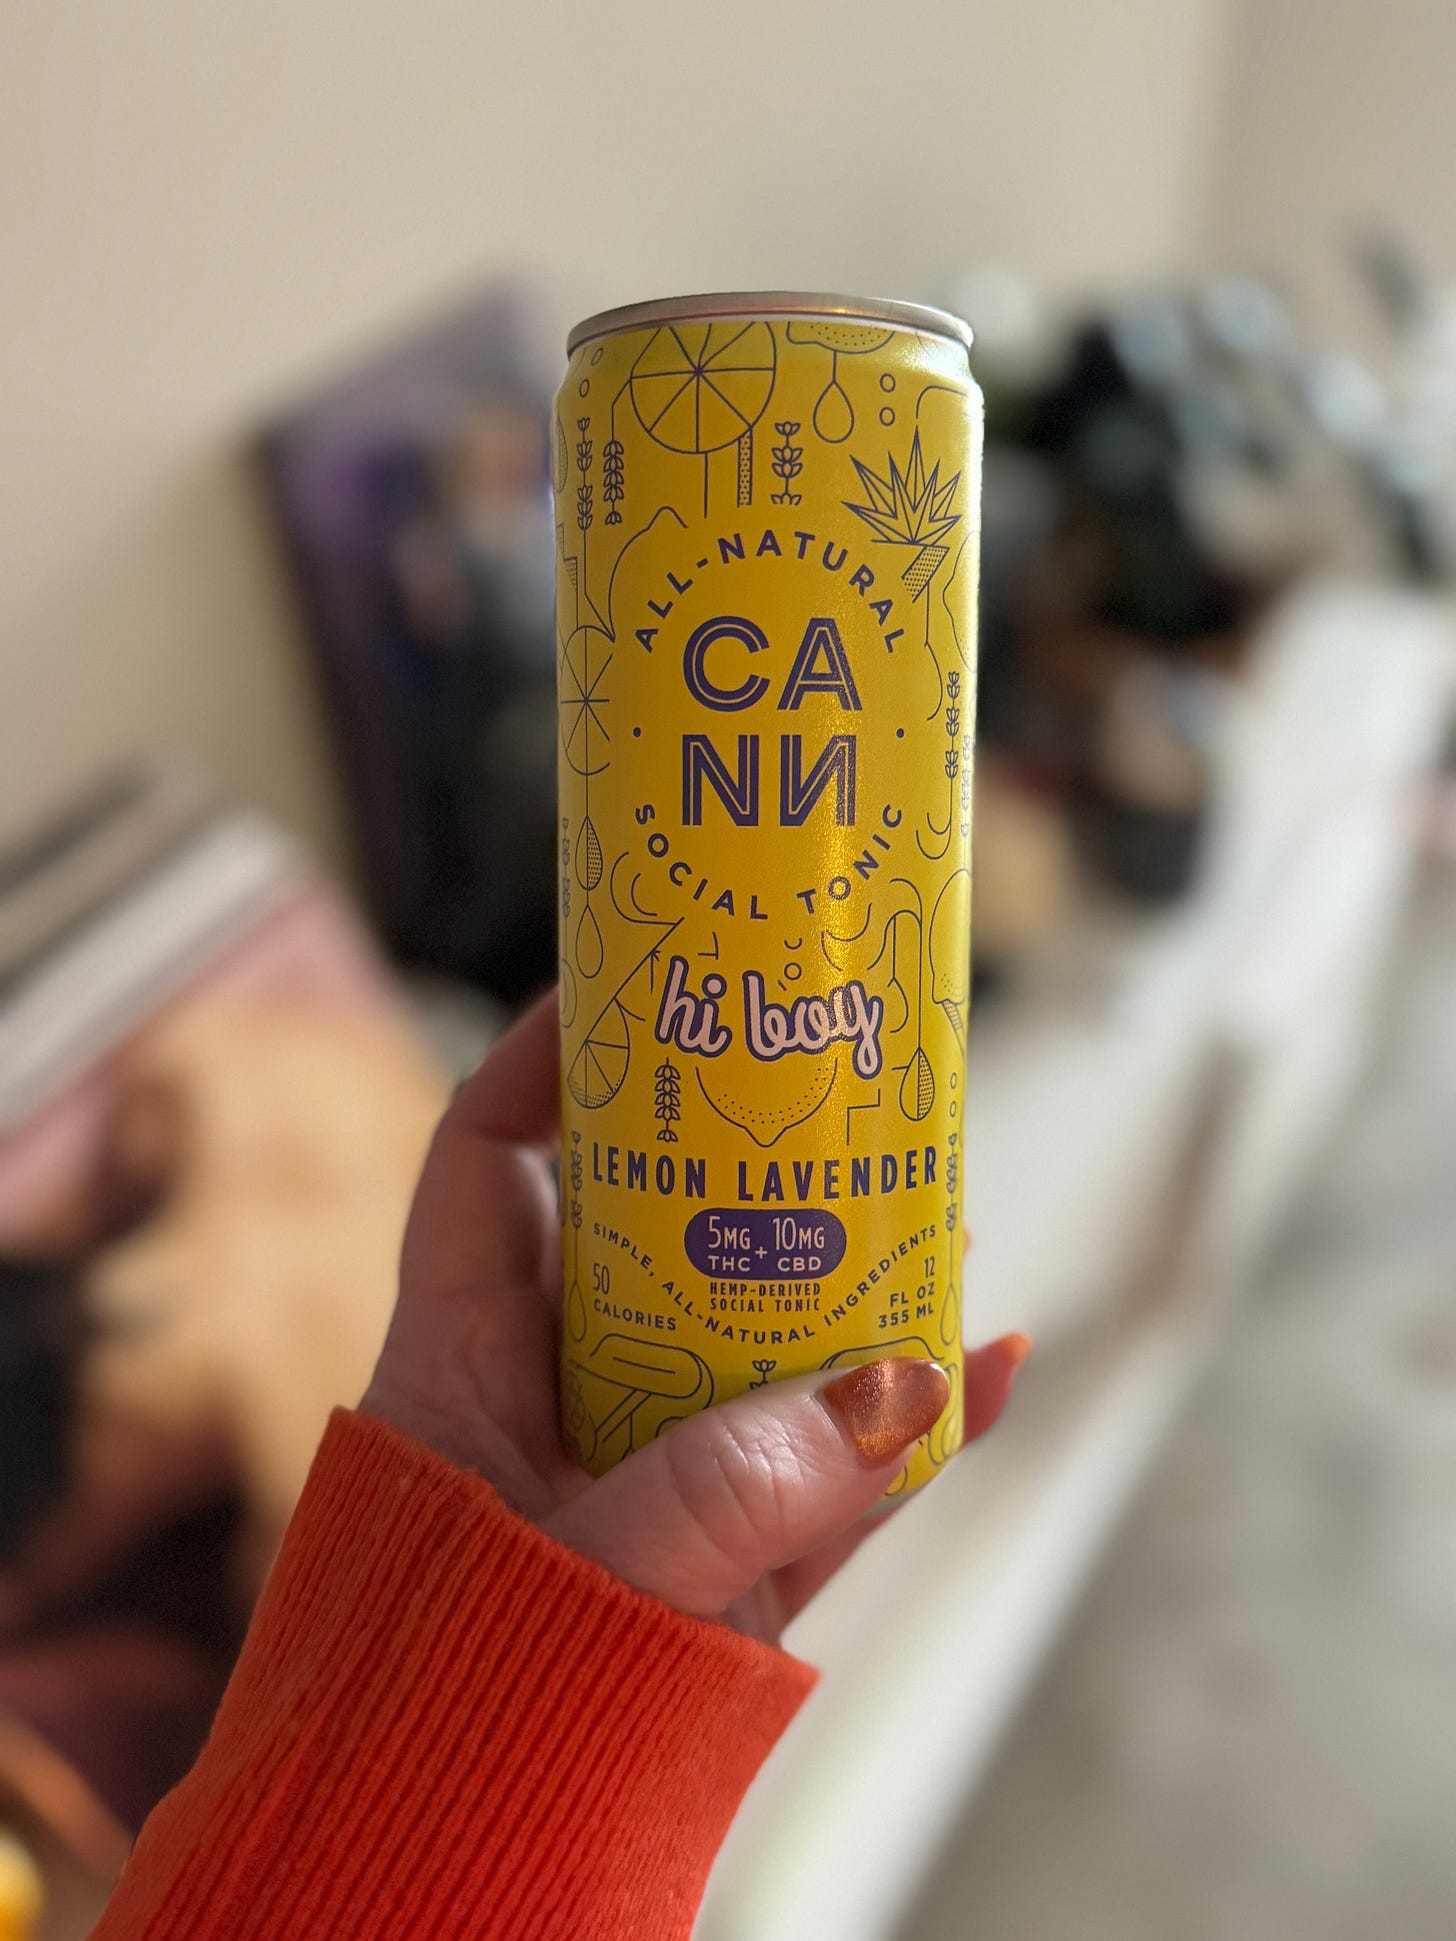 ALL-NATURAL
CA
NN
SOCIAL TONIC
hi boy
LEMON LAVENDER
5MG THC + 10MG CBD
HEMP-DERIVED
SOCIAL TONIC
SIMPLE, ALL-NATURAL INGREDIENTS
50
CALORIES
12
FL OZ
355 ML